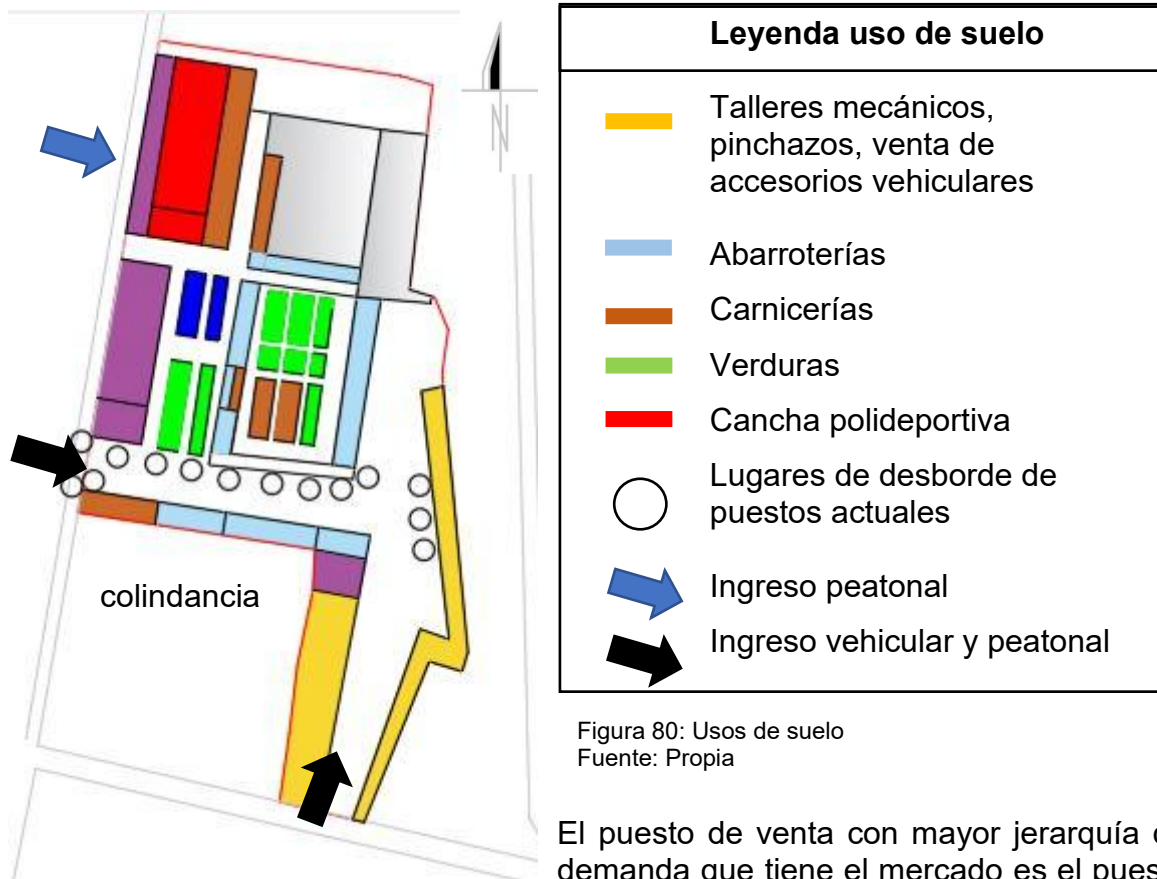 Leyenda uso de suelo
Talleres mecánicos,
pinchazos, venta de
accesorios vehiculares
Abarroterías
Carnicerías
Verduras
Cancha polideportiva
Lugares de desborde de
puestos actuales
Ingreso peatonal
Ingreso vehicular y peatonal
N
colindancia
Figura 80: Usos de suelo
Fuente: Propia
El puesto de venta con mayor jerarquía
demanda que tiene el mercado es el